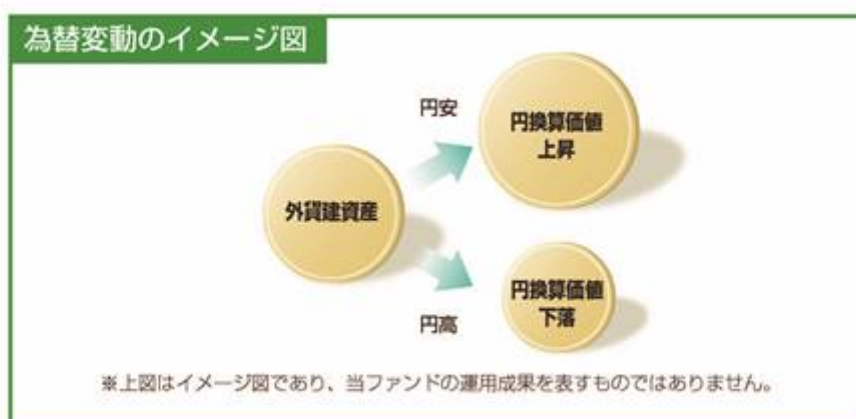 為替変動のイメージ図
円安
円換算価値
上昇
外貨建資産
円換算価値
下落
円高
※上図はイメージ図であり、当ファンドの運用成果を表すものではありません。